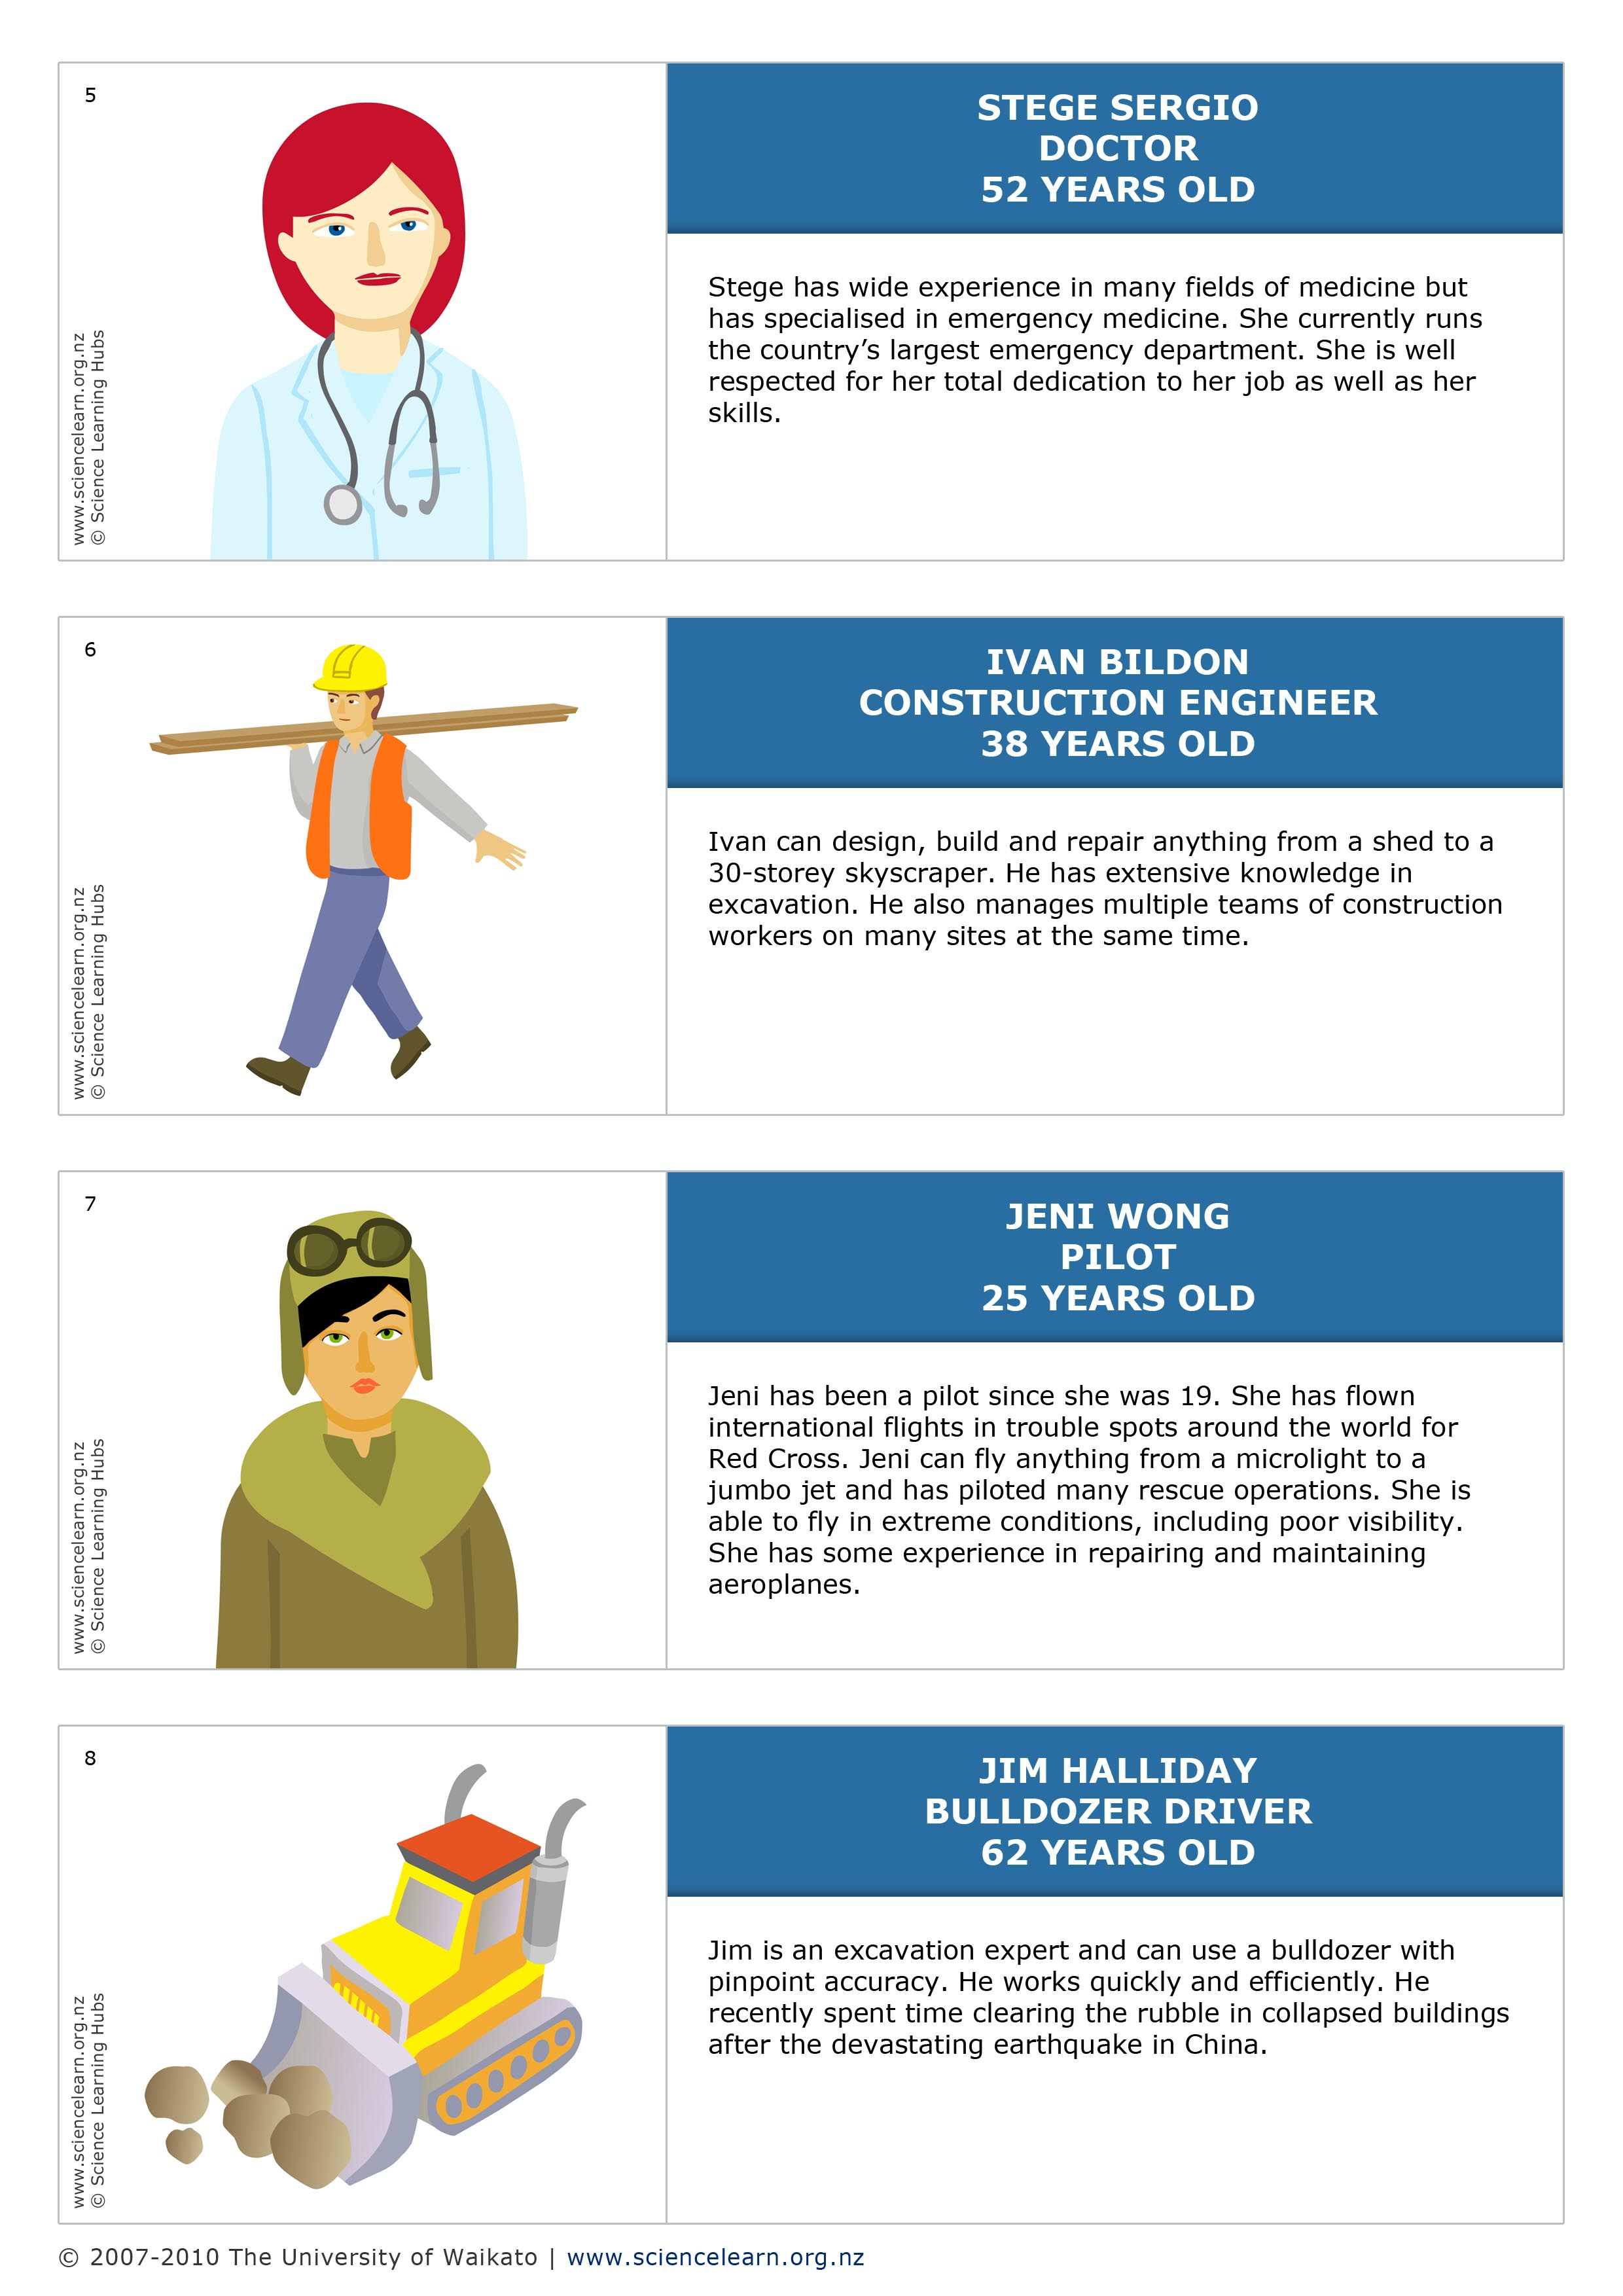 5
STEGE SERGIO
DOCTOR
52 YEARS OLD
Stege has wide experience in many fields of medicine but
has specialised in emergency medicine. She currently runs
the country’s largest emergency department. She is well
respected for her total dedication to her job as well as her
skills.
www.sciencelearn.org.nz
© Science Learning Hubs
6
IVAN BILDON
CONSTRUCTION ENGINEER
38 YEARS OLD
Ivan can design, build and repair anything from a shed to a
30-storey skyscraper. He has extensive knowledge in
excavation. He also manages multiple teams of construction
workers on many sites at the same time.
www.sciencelearn.org.nz
© Science Learning Hubs
7
JENI WONG
PILOT
25 YEARS OLD
Jeni has been a pilot since she was 19. She has flown
international flights in trouble spots around the world for
Red Cross. Jeni can fly anything from a microlight to a
jumbo jet and has piloted many rescue operations. She is
able to fly in extreme conditions, including poor visibility.
She has some experience in repairing and maintaining
aeroplanes.
www.sciencelearn.org.nz
© Science Learning Hubs
8
JIM HALLIDAY
BULLDOZER DRIVER
62 YEARS OLD
Jim is an excavation expert and can use a bulldozer with
pinpoint accuracy. He works quickly and efficiently. He
recently spent time clearing the rubble in collapsed buildings
after the devastating earthquake in China.
www.sciencelearn.org.nz
© Science Learning Hubs
© 2007-2010 The University of Waikato | www.sciencelearn.org.nz